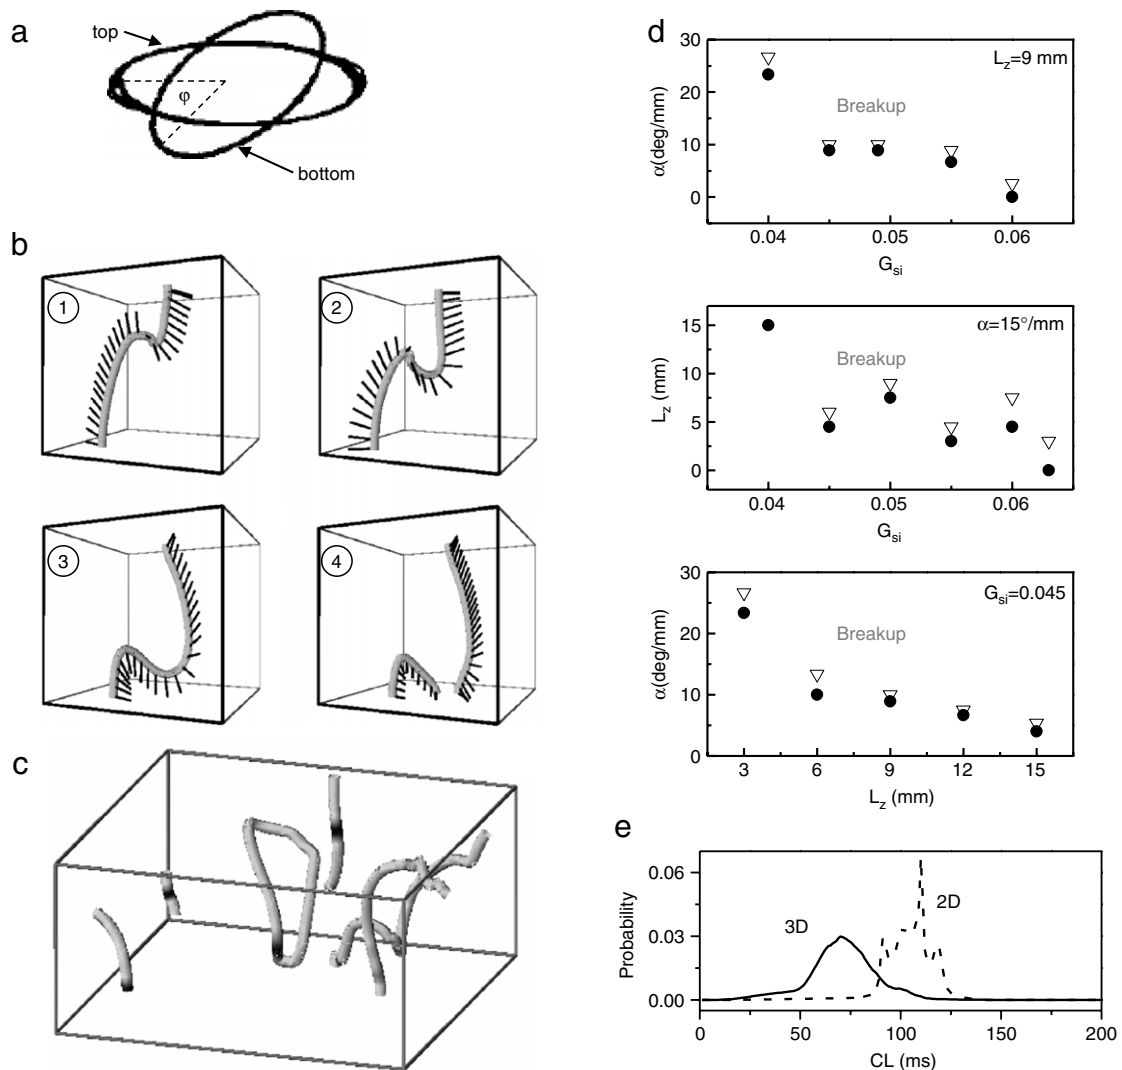 a
top
φ
bottom
b
1
2
3
4
c
d
30
20
10
0
α(deg/mm)
L_z=9 mm
Breakup
0.04
0.05
0.06
G_si
15
10
5
0
L_z (mm)
α=15°/mm
Breakup
0.04
0.05
0.06
G_si
30
20
10
0
α(deg/mm)
G_si=0.045
Breakup
3
6
9
12
15
L_z (mm)
e
0.06
0.03
0.00
Probability
3D
2D
0
50
100
150
200
CL (ms)